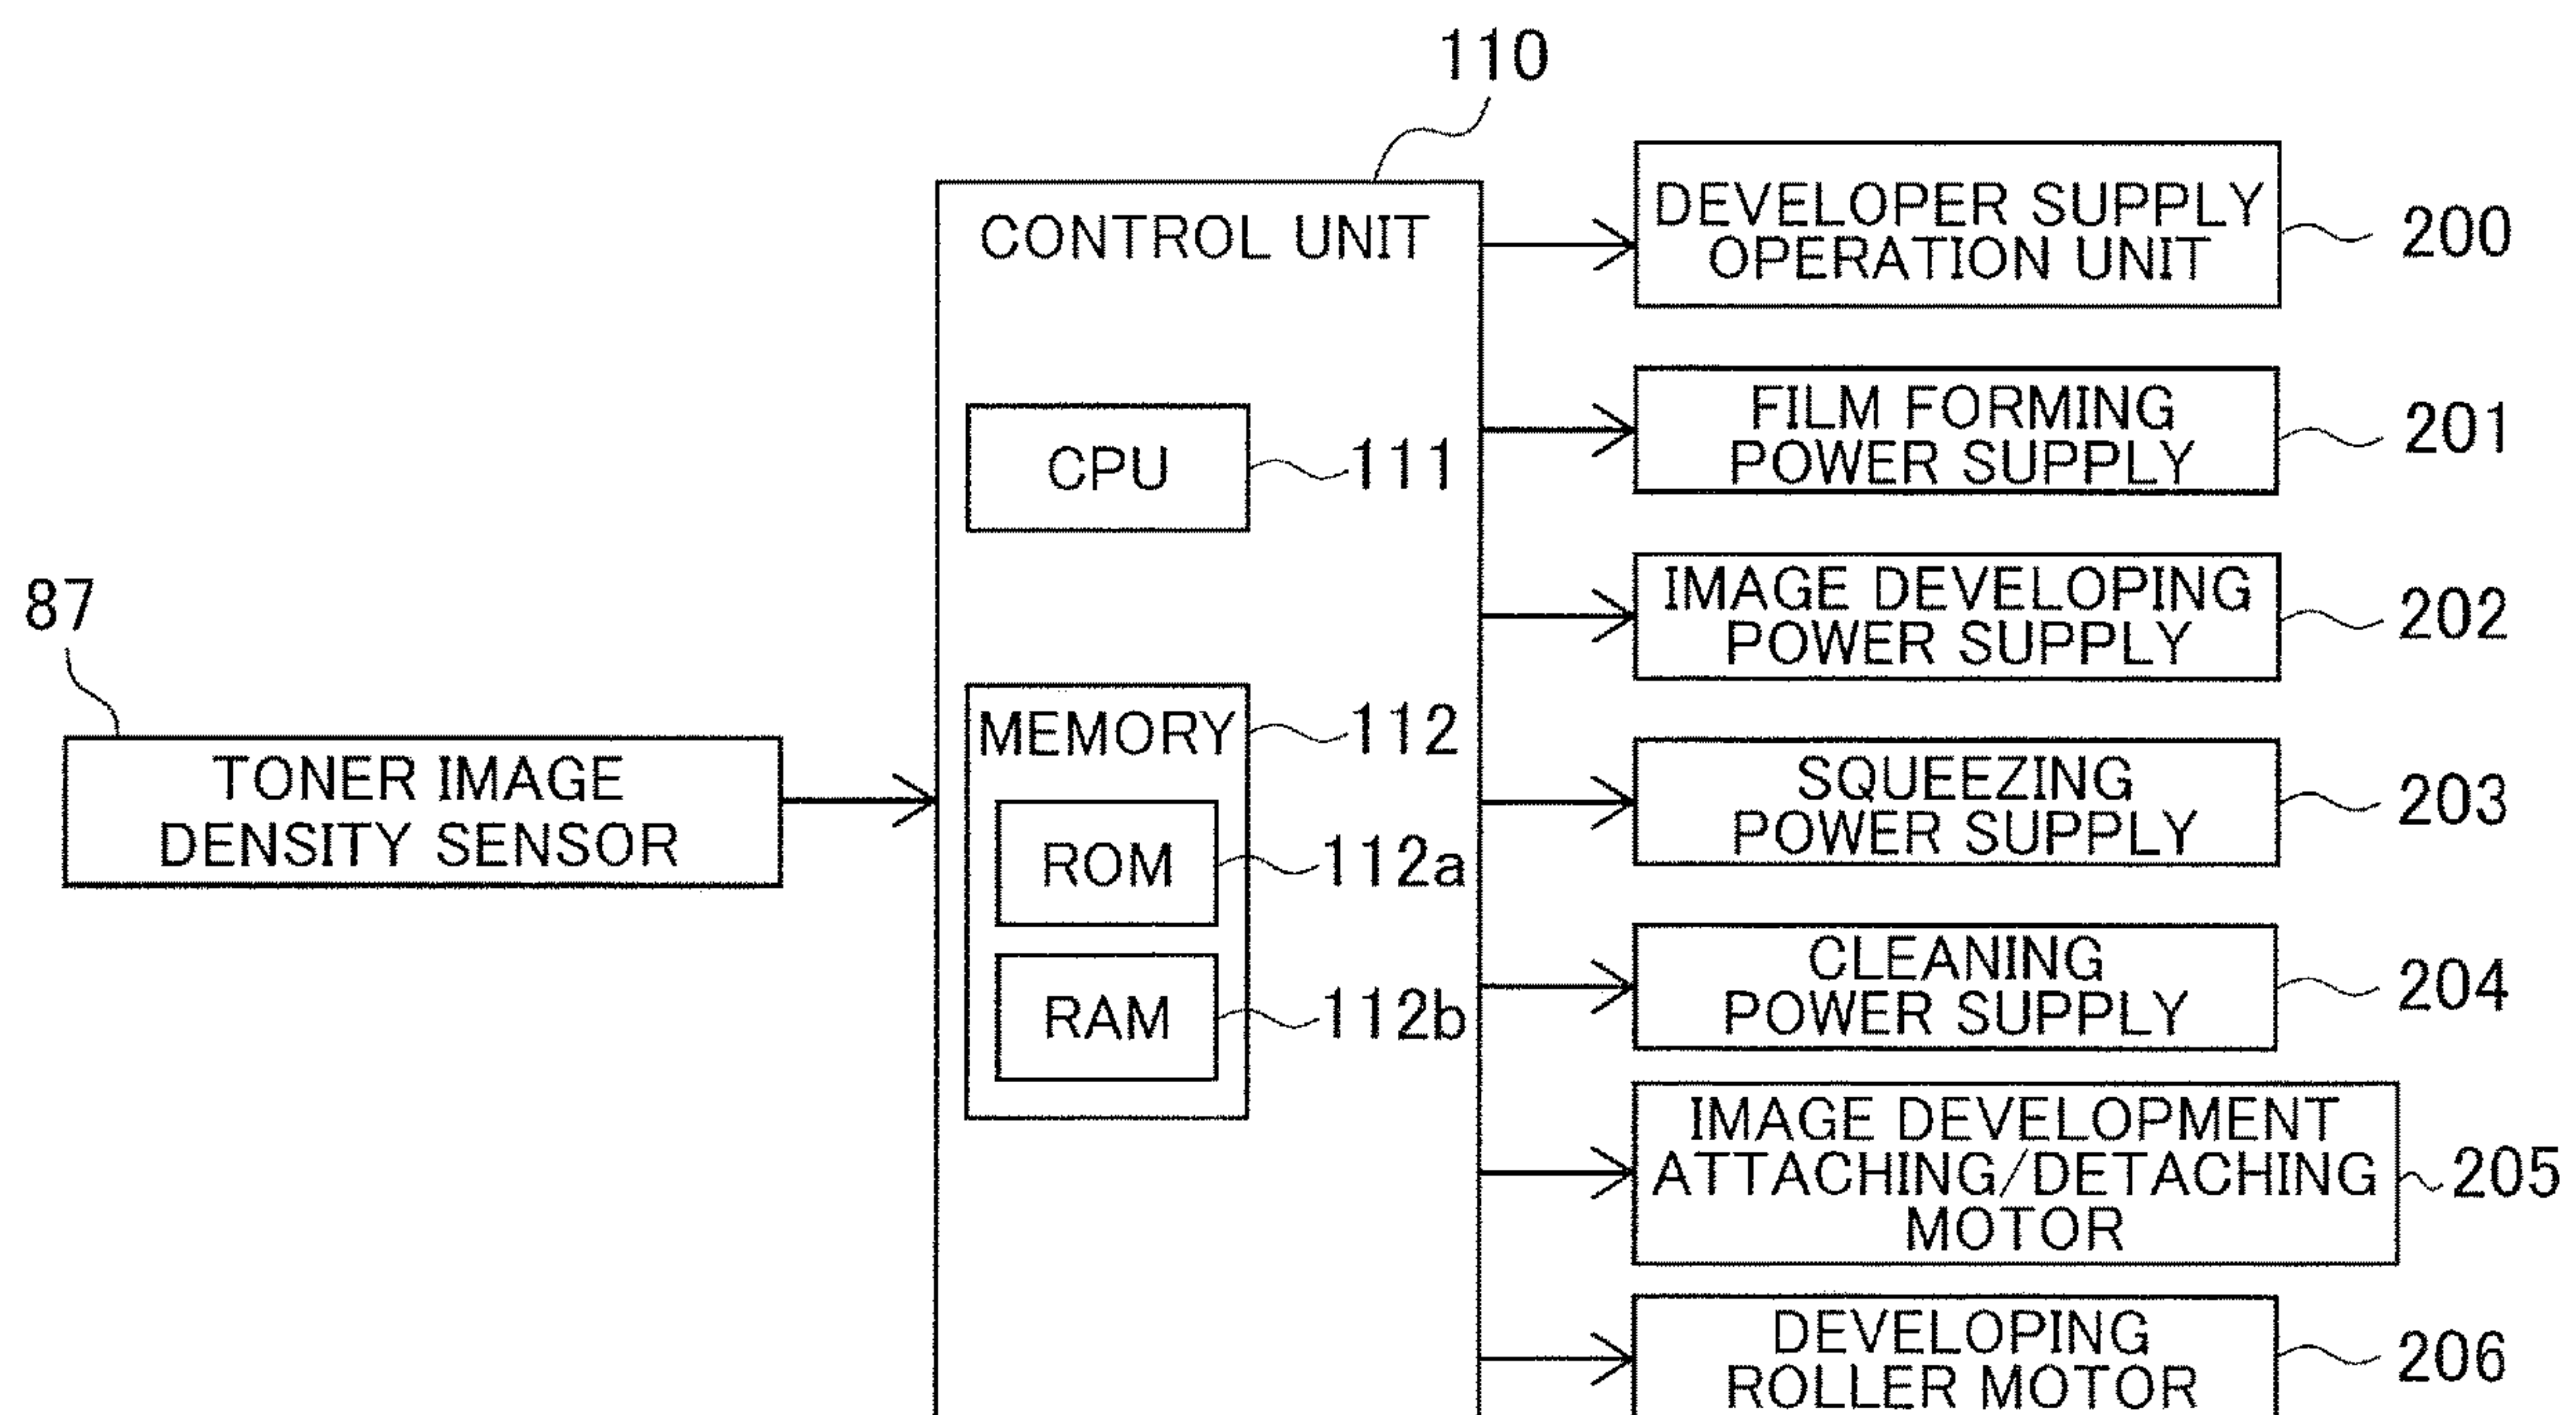 110
CONTROL UNIT
CPU
111
MEMORY
112
ROM
112a
RAM
112b
87
TONER IMAGE
DENSITY SENSOR
DEVELOPER SUPPLY
OPERATION UNIT
200
FILM FORMING
POWER SUPPLY
201
IMAGE DEVELOPING
POWER SUPPLY
202
SQUEEZING
POWER SUPPLY
203
CLEANING
POWER SUPPLY
204
IMAGE DEVELOPMENT
ATTACHING/DETACHING
MOTOR
205
DEVELOPING
ROLLER MOTOR
206